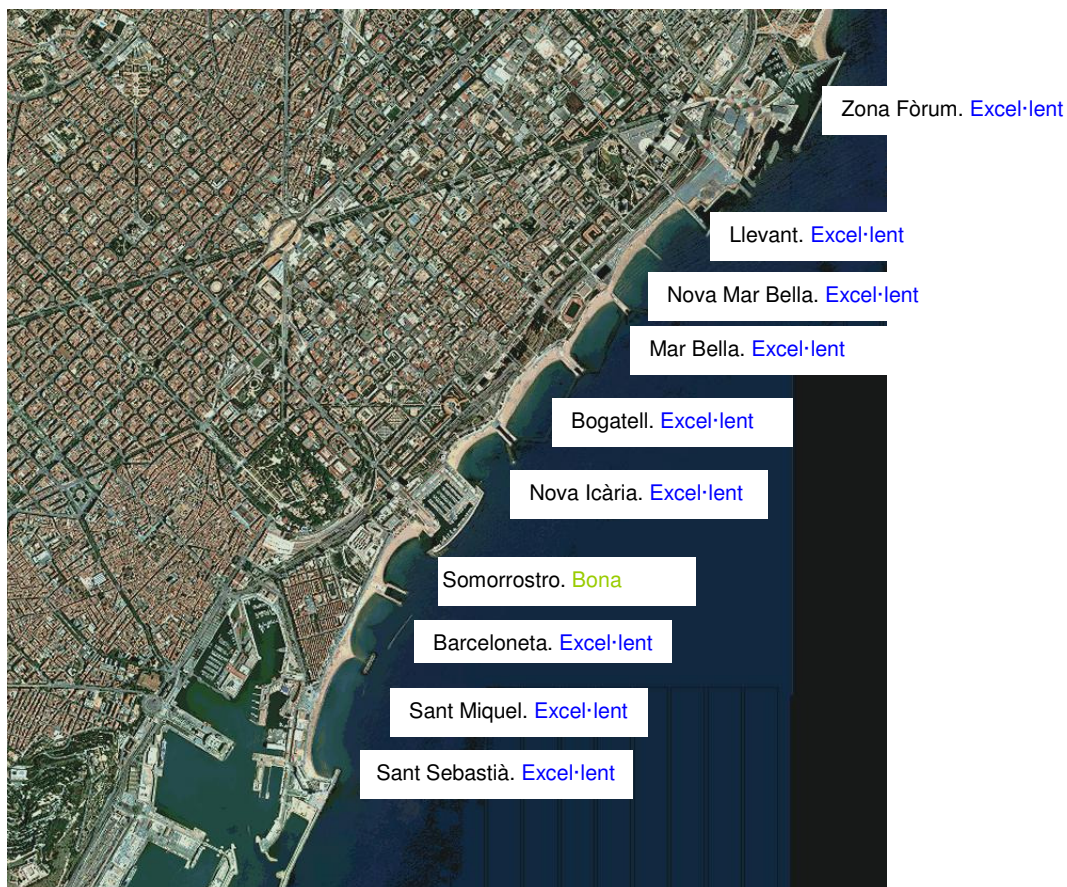 Zona Fòrum. Excel·lent
Llevant. Excel·lent
Nova Mar Bella. Excel·lent
Mar Bella. Excel·lent
Bogatell. Excel·lent
Nova Icària. Excel·lent
Somorrostro. Bona
Barceloneta. Excel·lent
Sant Miquel. Excel·lent
Sant Sebastià. Excel·lent